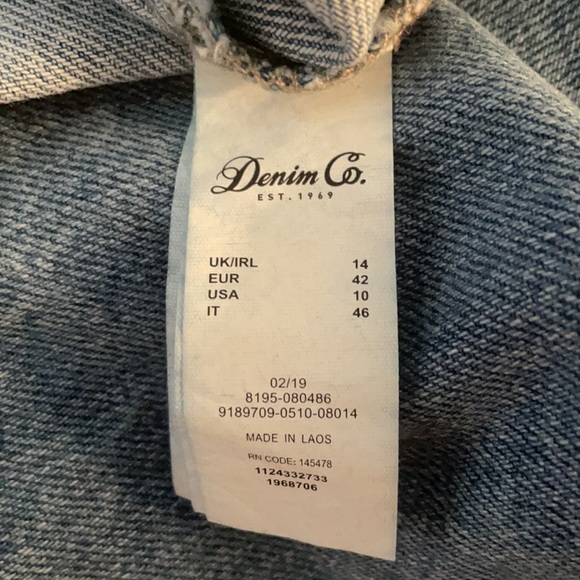 Denim Co.
EST. 1969
UK/IRL 14
EUR 42
USA 10
IT 46
02/19
8195-080486
9189709-0510-08014
MADE IN LAOS
RN CODE: 145478
1124332733
1968706